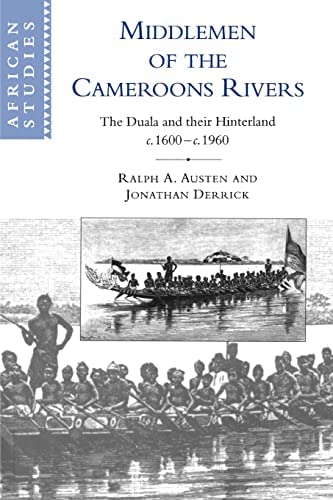 AFRICAN
STUDIES
MIDDLEMEN
OF THE
CAMEROONS RIVERS
The Duala and their Hinterland
c.1600–c.1960
RALPH A. AUSTEN AND
JONATHAN DERRICK